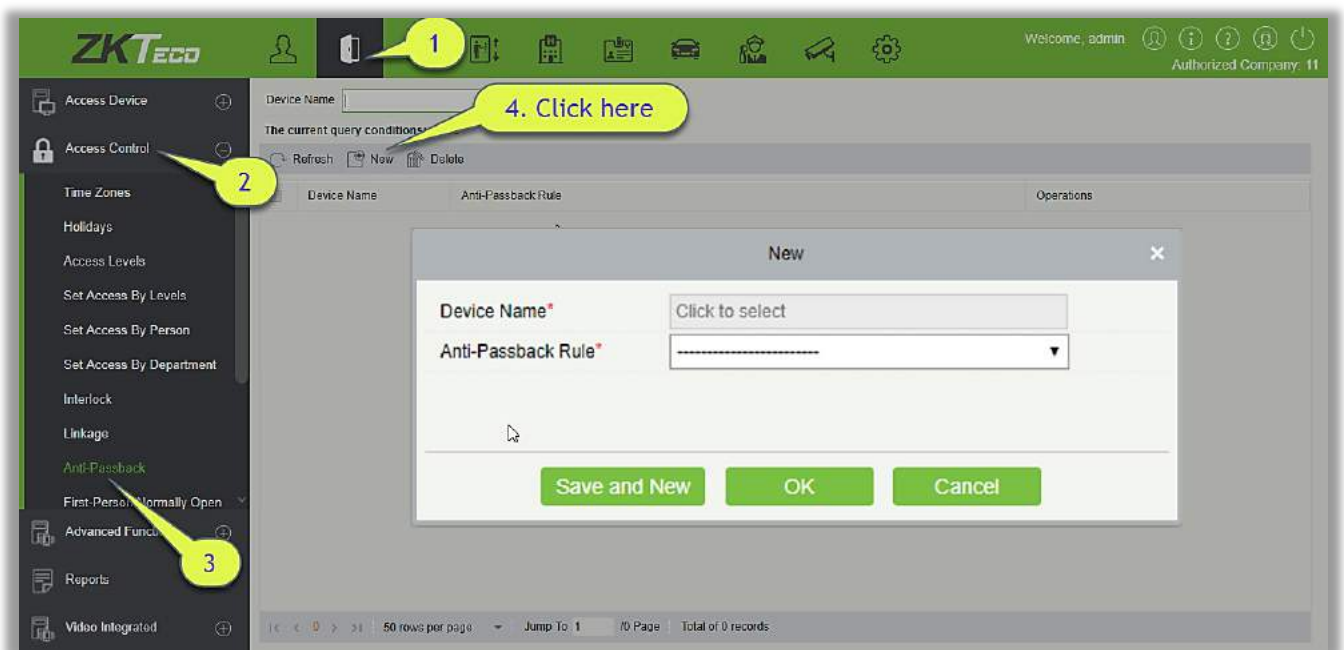 ZKTECO
1
Welcome, admin
Authorized Company: 11
Access Device
Access Control
2
Time Zones
Holidays
Access Levels
Set Access By Levels
Set Access By Person
Set Access By Department
Interlock
Linkage
Anti-Passback
First-Person Normally Open
Advanced Func
3
Reports
Video Integrated
Device Name
4. Click here
The current query conditions
Refresh New Delete
Device Name Anti-Passback Rule Operations
New
Device Name* Click to select
Anti-Passback Rule* ------------------------
Save and New OK Cancel
0 50 rows per page Jump To 1 /0 Page Total of 0 records